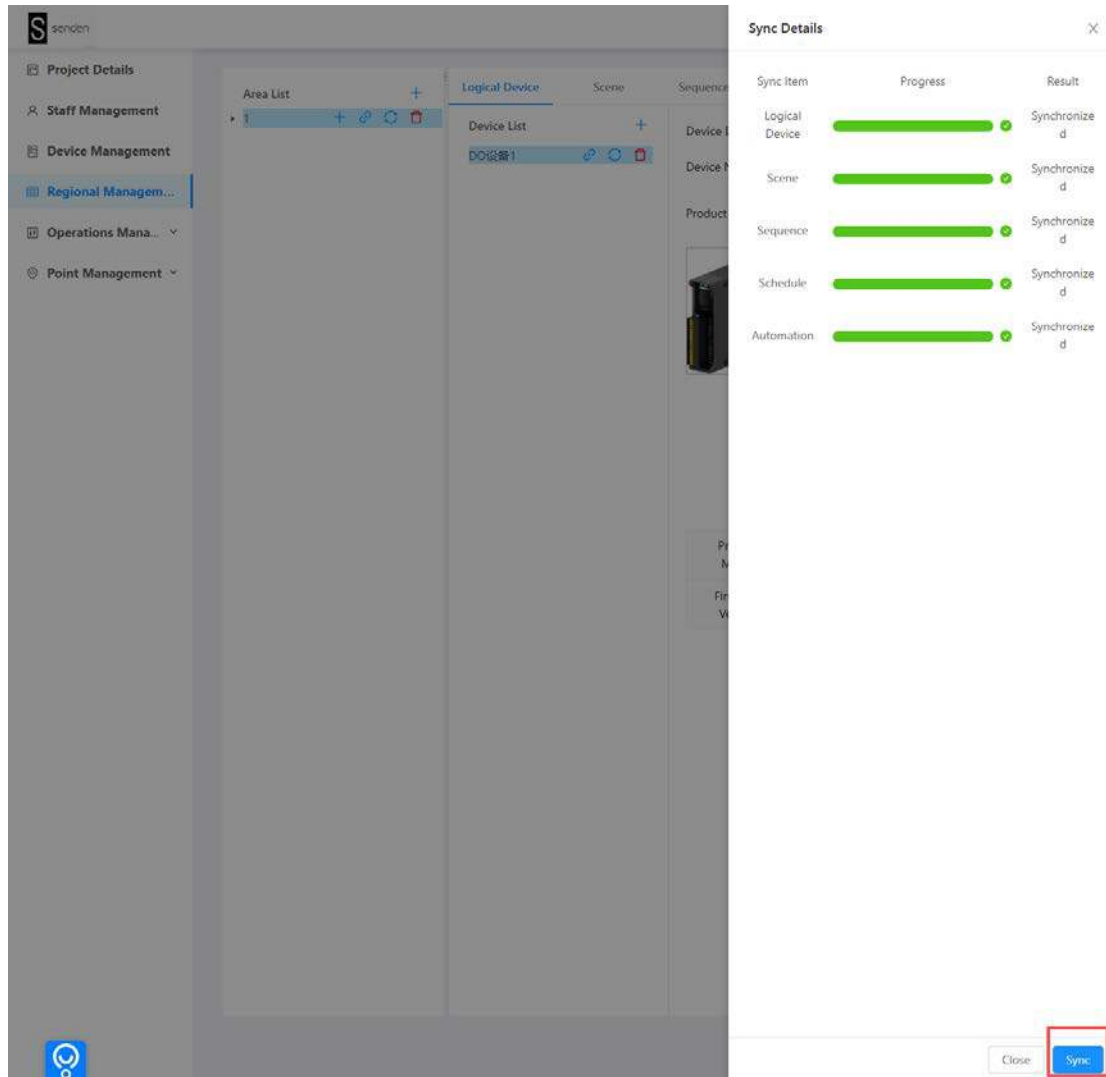 S senden
Project Details
Staff Management
Device Management
Regional Managem...
Operations Mana...
Point Management
Area List
1
Logical Device
Scene
Sequence
Device List
DO设备1
Device
Device
Product
Sync Details
Sync Item
Progress
Result
Logical
Device
Synchronize
d
Scene
Synchronize
d
Sequence
Synchronize
d
Schedule
Synchronize
d
Automation
Synchronize
d
Close
Sync